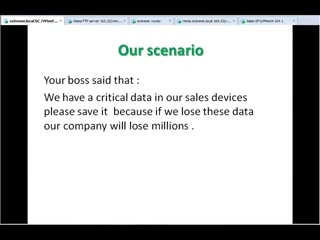 Our scenario
Your boss said that :
We have a critical data in our sales devices
please save it because if we lose these data
our company will lose millions .